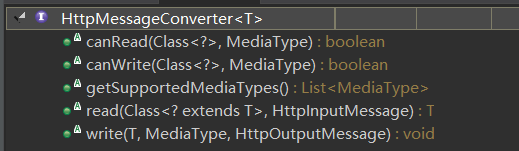 HttpMessageConverter<T>
canRead(Class<?>, MediaType) : boolean
canWrite(Class<?>, MediaType) : boolean
getSupportedMediaTypes() : List<MediaType>
read(Class<? extends T>, HttpInputMessage) : T
write(T, MediaType, HttpOutputMessage) : void